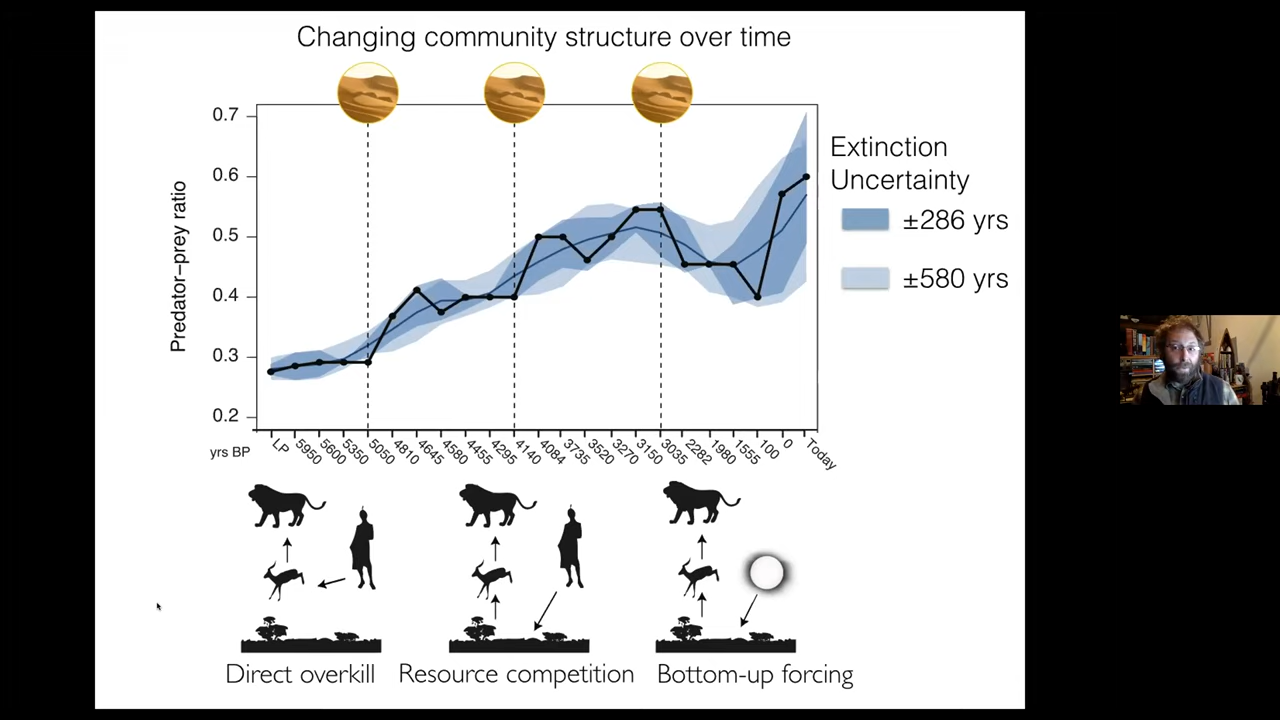 Changing community structure over time
0.7
0.6
0.5
0.4
0.3
0.2
Predator–prey ratio
Extinction
Uncertainty
±286 yrs
±580 yrs
yrs BP
LP
5950
5600
5350
5050
4810
4645
4580
4455
4295
4140
4084
3735
3520
3270
3150
3035
2282
1980
1555
100
0
Today
Direct overkill
Resource competition
Bottom-up forcing